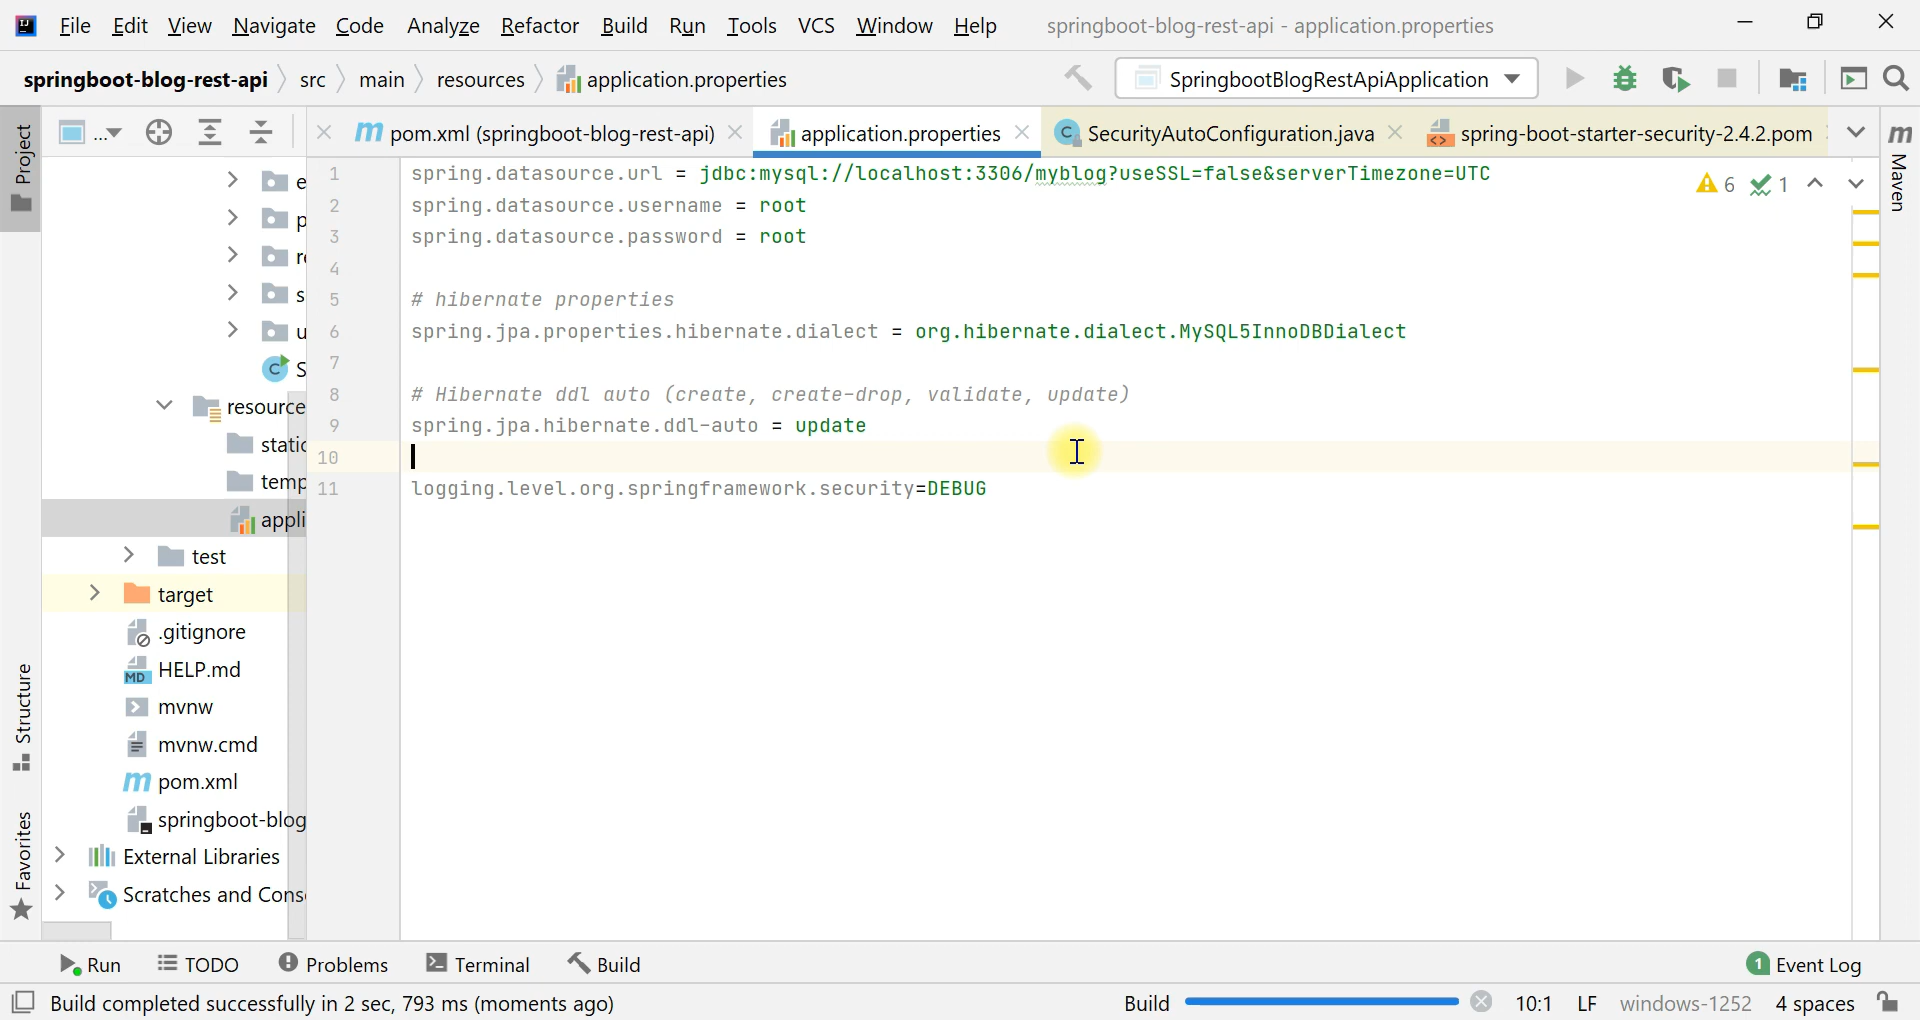 File Edit View Navigate Code Analyze Refactor Build Run Tools VCS Window Help springboot-blog-rest-api - application.properties
springboot-blog-rest-api src main resources application.properties SpringbootBlogRestApiApplication
Project ... pom.xml (springboot-blog-rest-api) application.properties SecurityAutoConfiguration.java spring-boot-starter-security-2.4.2.pom m Maven
1 spring.datasource.url = jdbc:mysql://localhost:3306/myblog?useSSL=false&serverTimezone=UTC 6 1
2 spring.datasource.username = root
3 spring.datasource.password = root
4
5 # hibernate properties
6 spring.jpa.properties.hibernate.dialect = org.hibernate.dialect.MySQL5InnoDBDialect
7
8 # Hibernate ddl auto (create, create-drop, validate, update)
9 spring.jpa.hibernate.ddl-auto = update
10
11 logging.level.org.springframework.security=DEBUG
e
p
r
s
u
C S
resource
static
temp
appli
test
target
.gitignore
MD HELP.md
mvnw
mvnw.cmd
m pom.xml
springboot-blog
External Libraries
Scratches and Cons
Structure
Favorites
Run TODO Problems Terminal Build 1 Event Log
Build completed successfully in 2 sec, 793 ms (moments ago) Build 10:1 LF windows-1252 4 spaces